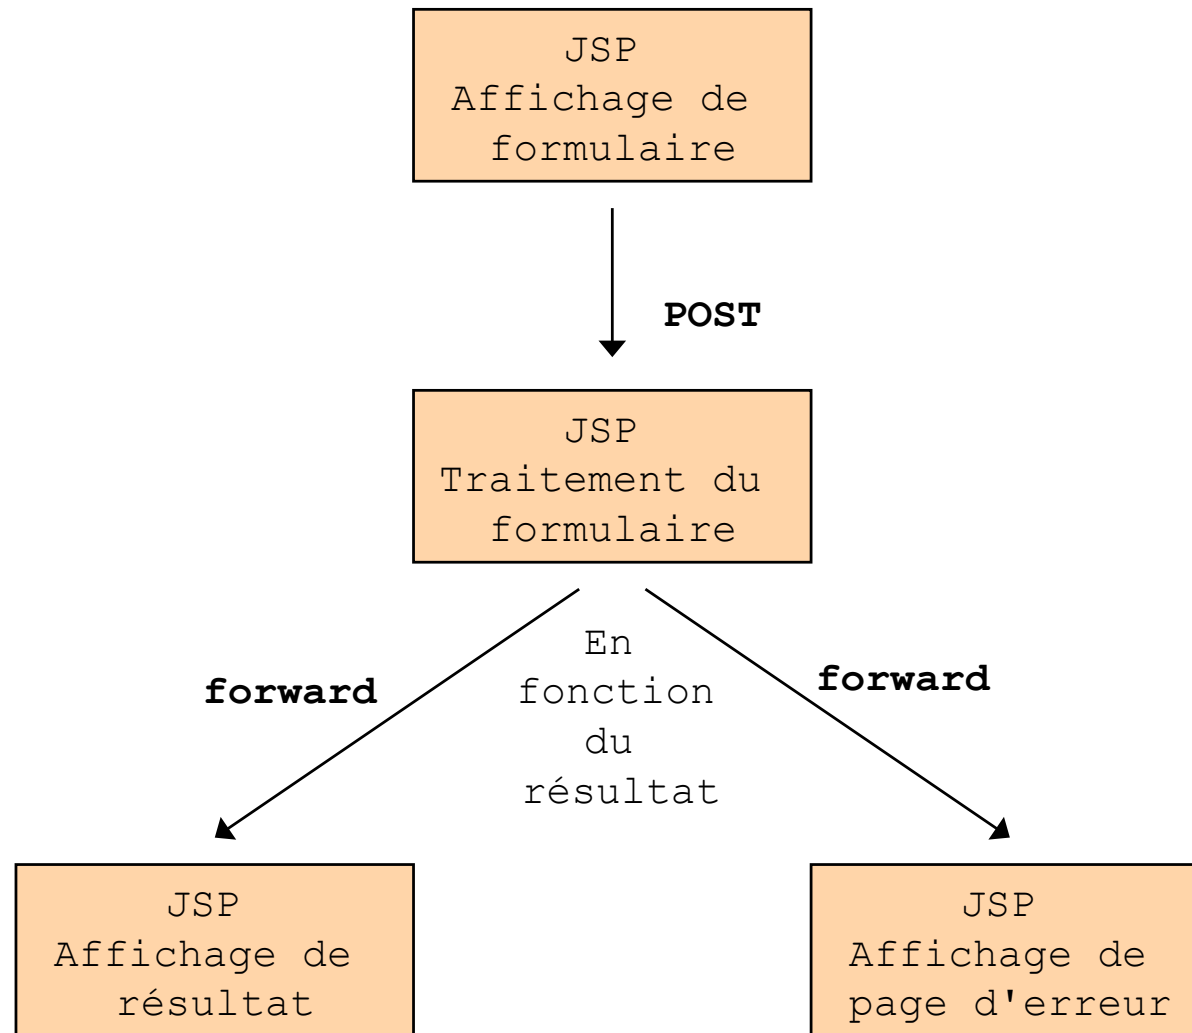 JSP
Affichage de
formulaire
POST
JSP
Traitement du
formulaire
forward
En
fonction
du
résultat
forward
JSP
Affichage de
résultat
JSP
Affichage de
page d'erreur